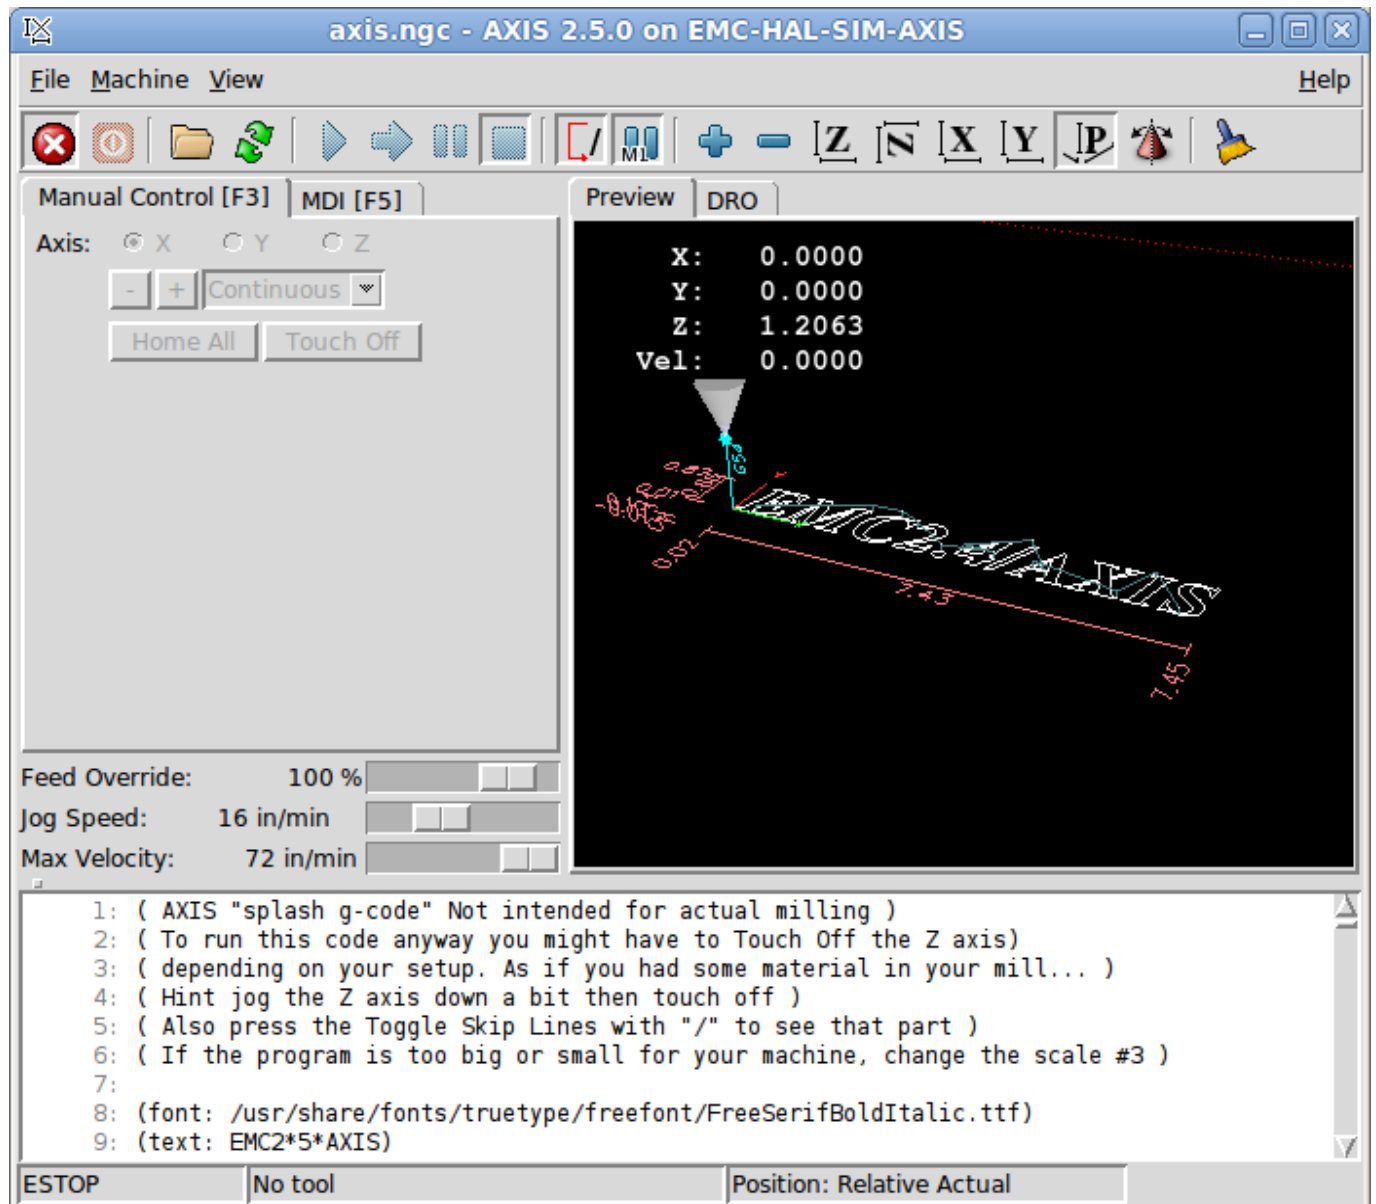 axis.ngc - AXIS 2.5.0 on EMC-HAL-SIM-AXIS
File Machine View Help
M1 Z N X Y P
Manual Control [F3] MDI [F5]
Preview DRO
Axis: X Y Z
- + Continuous
Home All Touch Off
X: 0.0000
Y: 0.0000
Z: 1.2063
Vel: 0.0000
G54
EMC2.4/AXIS
0.02
7.43
7.45
Feed Override: 100 %
Jog Speed: 16 in/min
Max Velocity: 72 in/min
1: ( AXIS "splash g-code" Not intended for actual milling )
2: ( To run this code anyway you might have to Touch Off the Z axis)
3: ( depending on your setup. As if you had some material in your mill... )
4: ( Hint jog the Z axis down a bit then touch off )
5: ( Also press the Toggle Skip Lines with "/" to see that part )
6: ( If the program is too big or small for your machine, change the scale #3 )
7:
8: (font: /usr/share/fonts/truetype/freefont/FreeSerifBoldItalic.ttf)
9: (text: EMC2*5*AXIS)
ESTOP No tool Position: Relative Actual